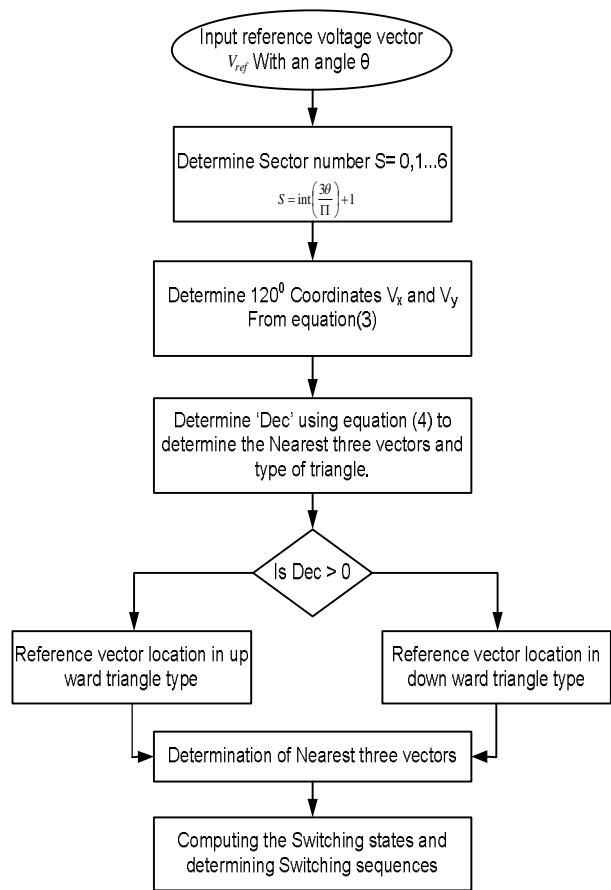 Input reference voltage vector
V_ref With an angle θ
Determine Sector number S= 0,1...6
S = int(3θ/Π)+1
Determine 120⁰ Coordinates Vₓ and V_y
From equation(3)
Determine ‘Dec’ using equation (4) to
determine the Nearest three vectors and
type of triangle.
Is Dec > 0
Reference vector location in up
ward triangle type
Reference vector location in
down ward triangle type
Determination of Nearest three vectors
Computing the Switching states and
determining Switching sequences